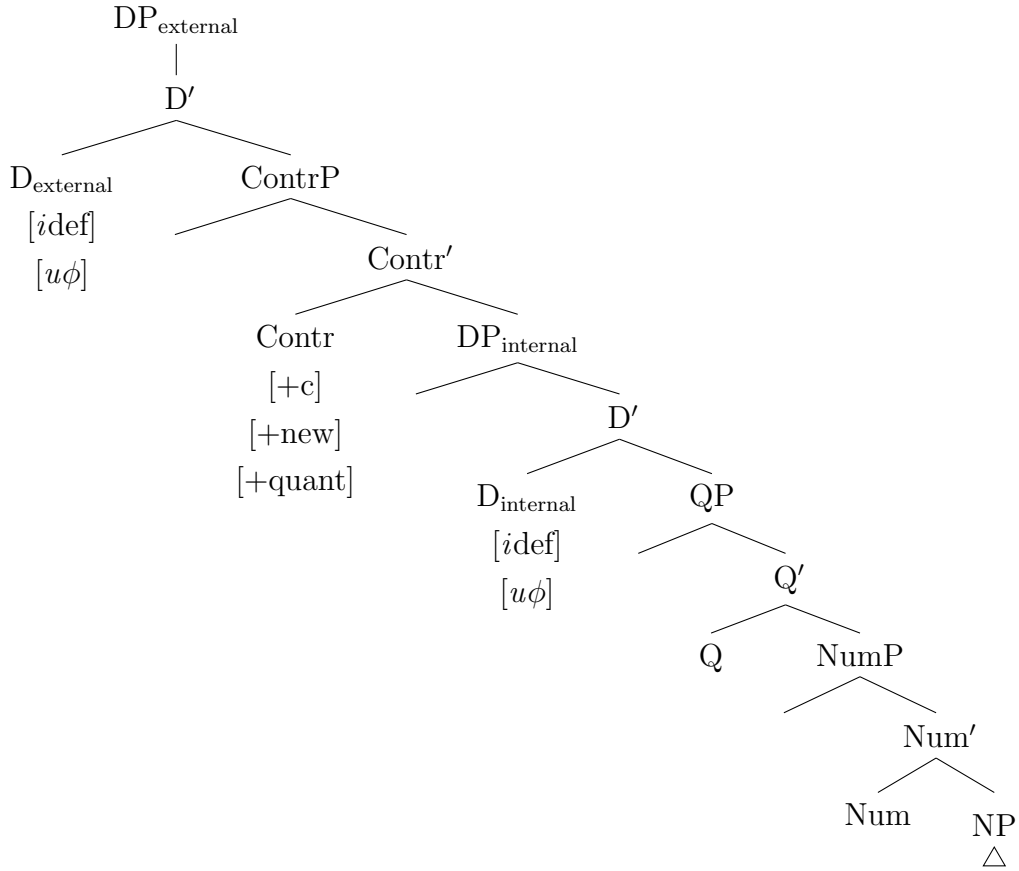 DP_external
D′
D_external ContrP
[idef]
[uϕ]
Contr′
Contr DP_internal
[+c]
[+new]
[+quant]
D′
D_internal QP
[idef]
[uϕ]
Q′
Q NumP
Num′
Num NP